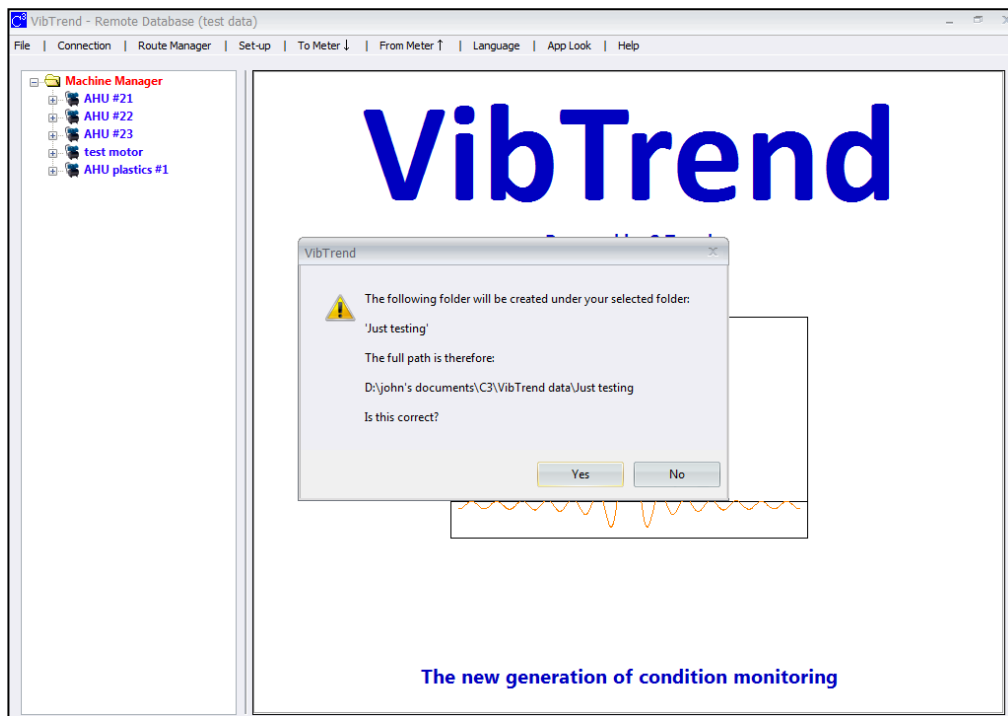 C³ VibTrend - Remote Database (test data)
File | Connection | Route Manager | Set-up | To Meter ↓ | From Meter ↑ | Language | App Look | Help
Machine Manager
AHU #21
AHU #22
AHU #23
test motor
AHU plastics #1
VibTrend
VibTrend
The following folder will be created under your selected folder:
'Just testing'
The full path is therefore:
D:\john's documents\C3\VibTrend data\Just testing
Is this correct?
Yes No
The new generation of condition monitoring